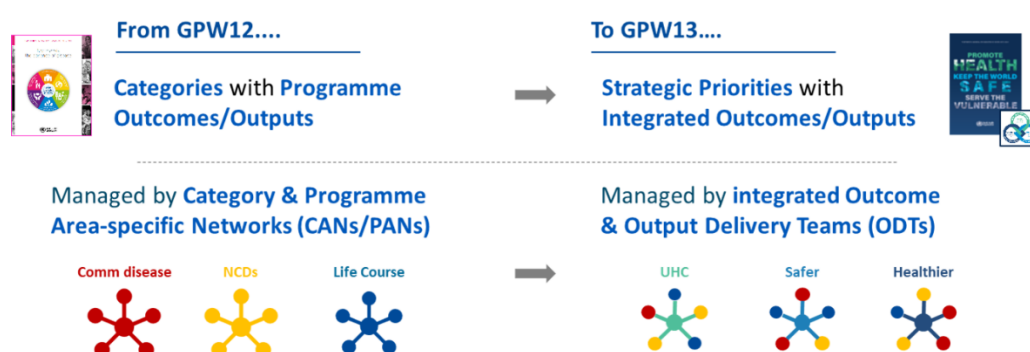 From GPW12....
To GPW13....
PROMOTE
HEALTH
KEEP THE WORLD
SAFE
SERVE THE
VULNERABLE
Categories with Programme
Outcomes/Outputs
Strategic Priorities with
Integrated Outcomes/Outputs
Managed by Category & Programme
Area-specific Networks (CANs/PANs)
Managed by integrated Outcome
& Output Delivery Teams (ODTs)
Comm disease
NCDs
Life Course
UHC
Safer
Healthier